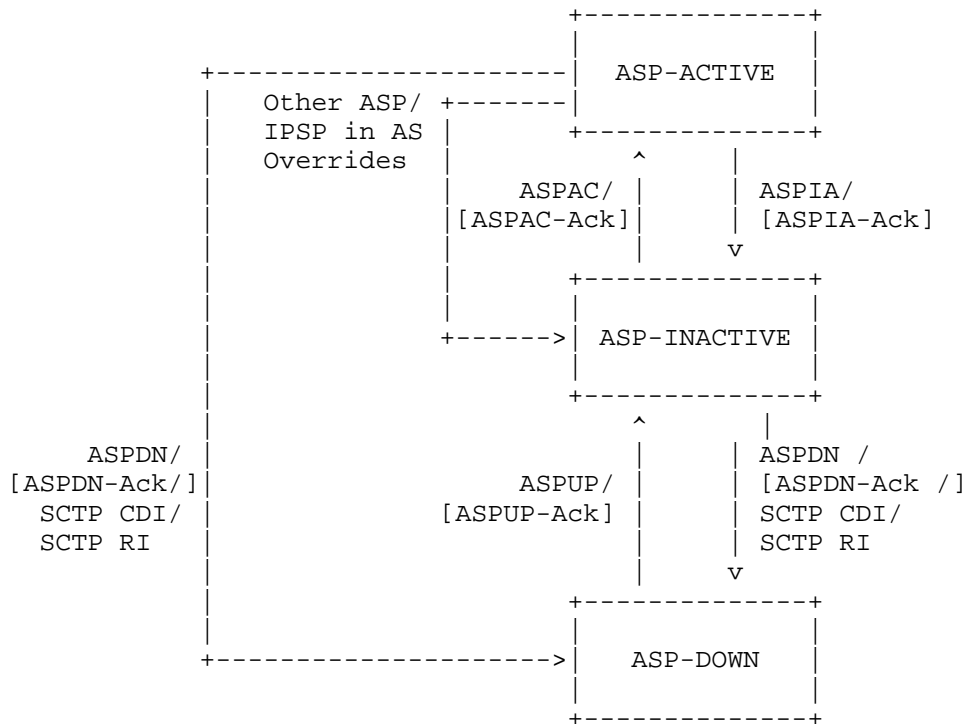 ASP-ACTIVE
Other ASP/
IPSP in AS
Overrides
ASPAC/ ASPIA/
[ASPAC-Ack] [ASPIA-Ack]
ASP-INACTIVE
ASPDN/ ASPUP/ ASPDN /
[ASPDN-Ack/] [ASPUP-Ack] [ASPDN-Ack /]
SCTP CDI/ SCTP CDI/
SCTP RI SCTP RI
ASP-DOWN